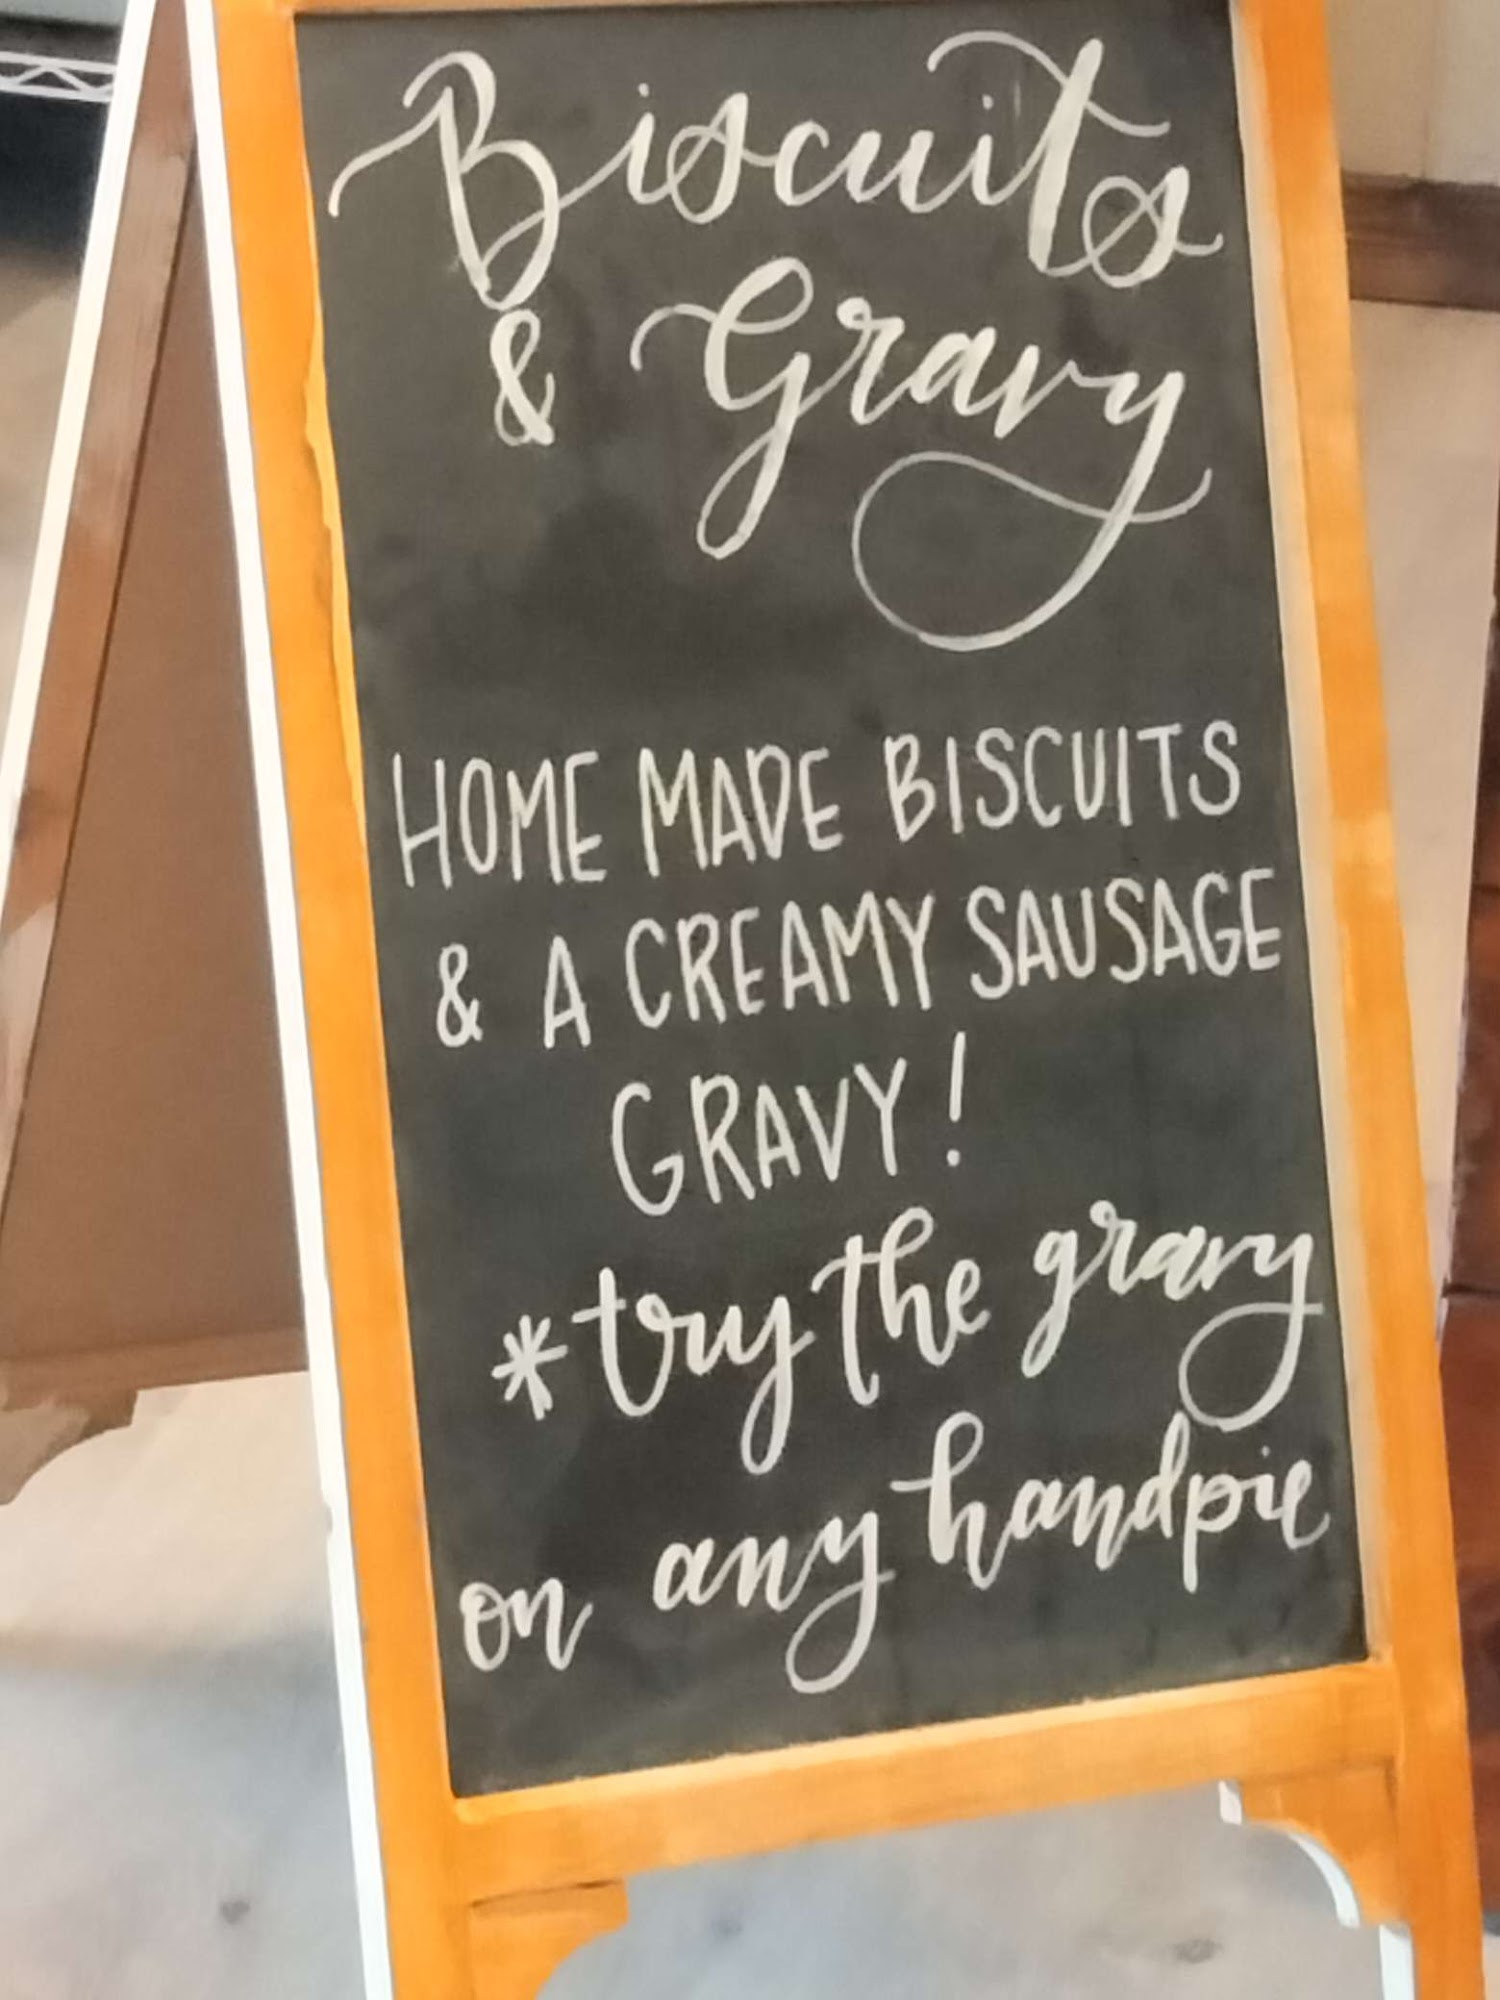 Biscuits
& Gravy
HOME MADE BISCUITS
& A CREAMY SAUSAGE
GRAVY!
*try the gravy
on any handpie